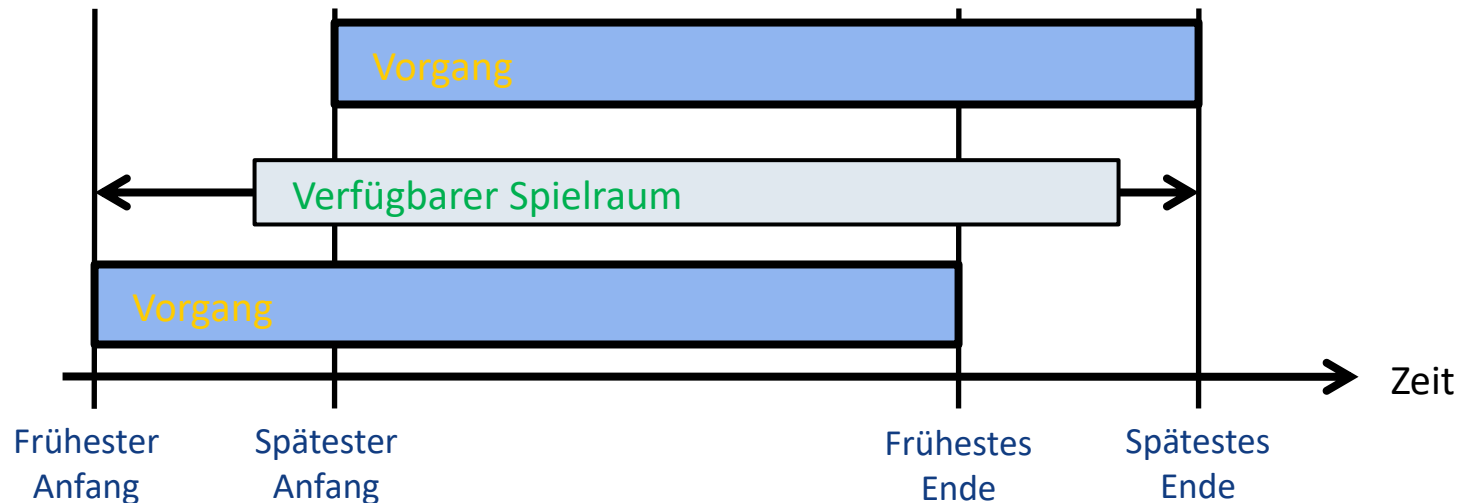 Vorgang
Verfügbarer Spielraum
Vorgang
Zeit
Frühester
Anfang
Spätester
Anfang
Frühestes
Ende
Spätestes
Ende